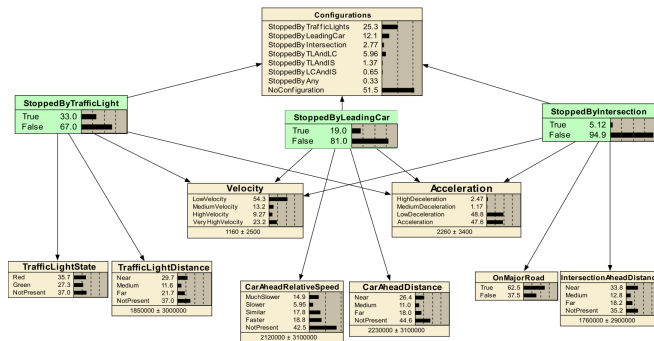 Configurations
StoppedByTrafficLights 25.3
StoppedByLeadingCar 12.1
StoppedByIntersection 2.77
StoppedByTLAndLC 5.96
StoppedByTLAndIS 1.37
StoppedByLCAndIS 0.65
StoppedByAny 0.33
NoConfiguration 51.5
StoppedByTrafficLight
True 33.0
False 67.0
StoppedByLeadingCar
True 19.0
False 81.0
StoppedByIntersection
True 5.12
False 94.9
Velocity
LowVelocity 54.3
MediumVelocity 13.2
HighVelocity 9.27
VeryHighVelocity 23.2
1160 ± 2500
Acceleration
HighDeceleration 2.47
MediumDeceleration 1.17
LowDeceleration 48.8
Acceleration 47.6
2260 ± 3400
TrafficLightState
Red 35.7
Green 27.3
NotPresent 37.0
TrafficLightDistance
Near 29.7
Medium 11.6
Far 21.7
NotPresent 37.0
1850000 ± 3000000
CarAheadRelativeSpeed
MuchSlower 14.9
Slower 5.95
Similar 17.8
Faster 18.8
NotPresent 42.5
2120000 ± 3100000
CarAheadDistance
Near 26.4
Medium 11.0
Far 18.0
NotPresent 44.6
2230000 ± 3100000
OnMajorRoad
True 62.5
False 37.5
IntersectionAheadDistance
Near 33.8
Medium 12.8
Far 18.2
NotPresent 35.2
1760000 ± 2900000